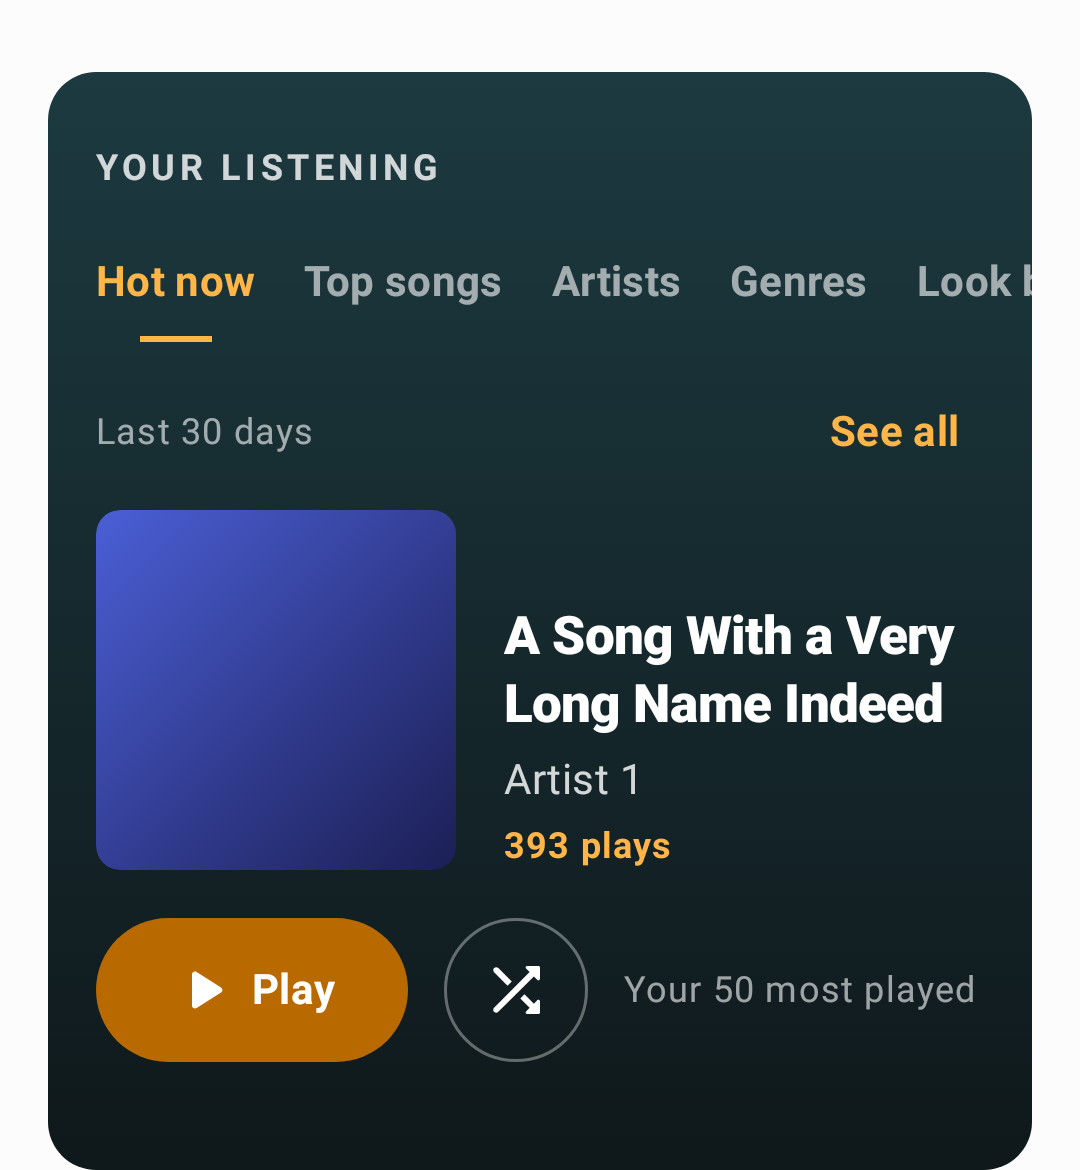 YOUR LISTENING
Hot now Top songs Artists Genres Look
Last 30 days See all
A Song With a Very
Long Name Indeed
Artist 1
393 plays
Play Your 50 most played